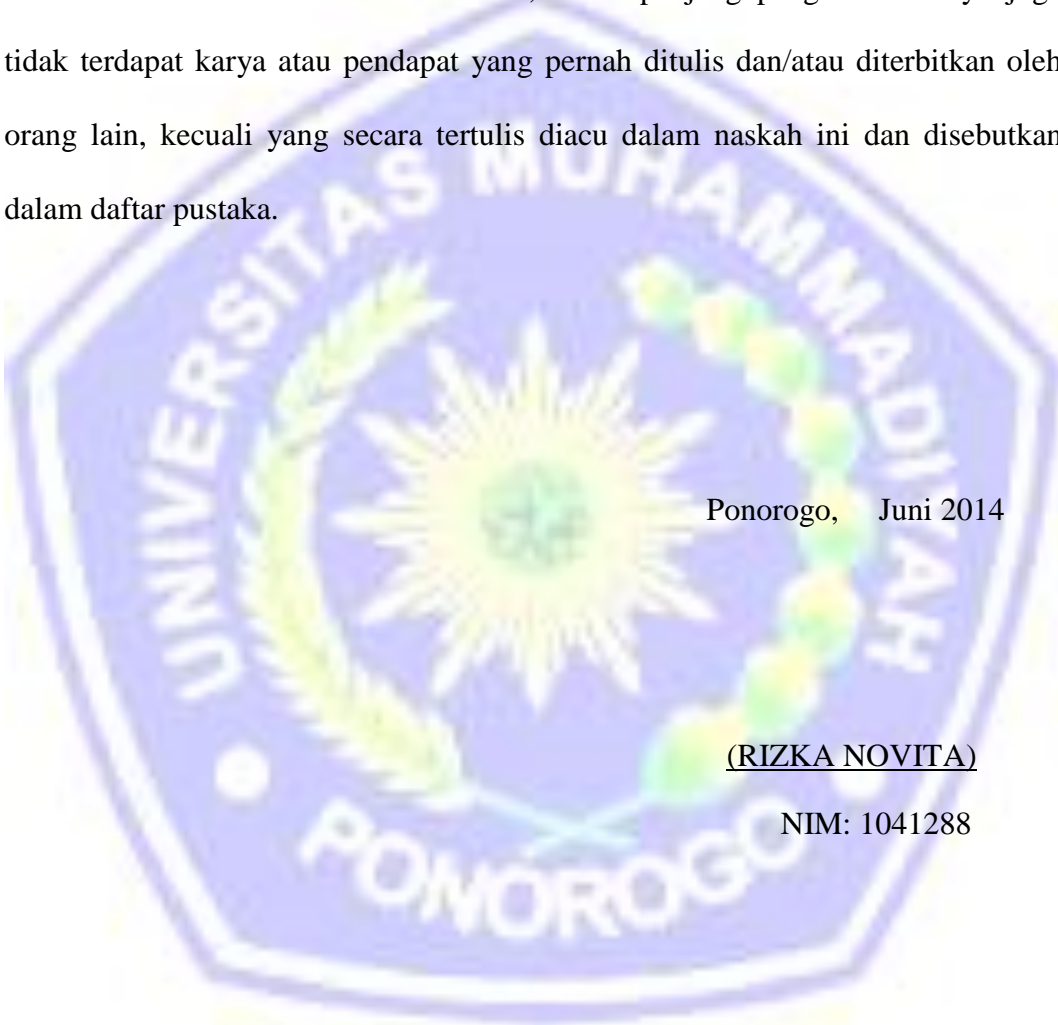 tidak terdapat karya atau pendapat yang pernah ditulis dan/atau diterbitkan oleh
orang lain, kecuali yang secara tertulis diacu dalam naskah ini dan disebutkan
dalam daftar pustaka.
UNIVERSITAS MUHAMMADIYAH
Ponorogo, Juni 2014
(RIZKA NOVITA)
NIM: 1041288
PONOROGO